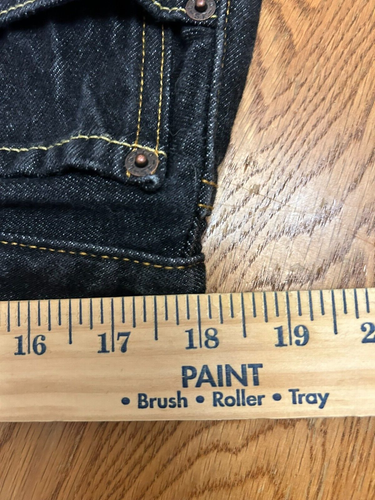 16 17 18 19 2
PAINT
• Brush • Roller • Tray